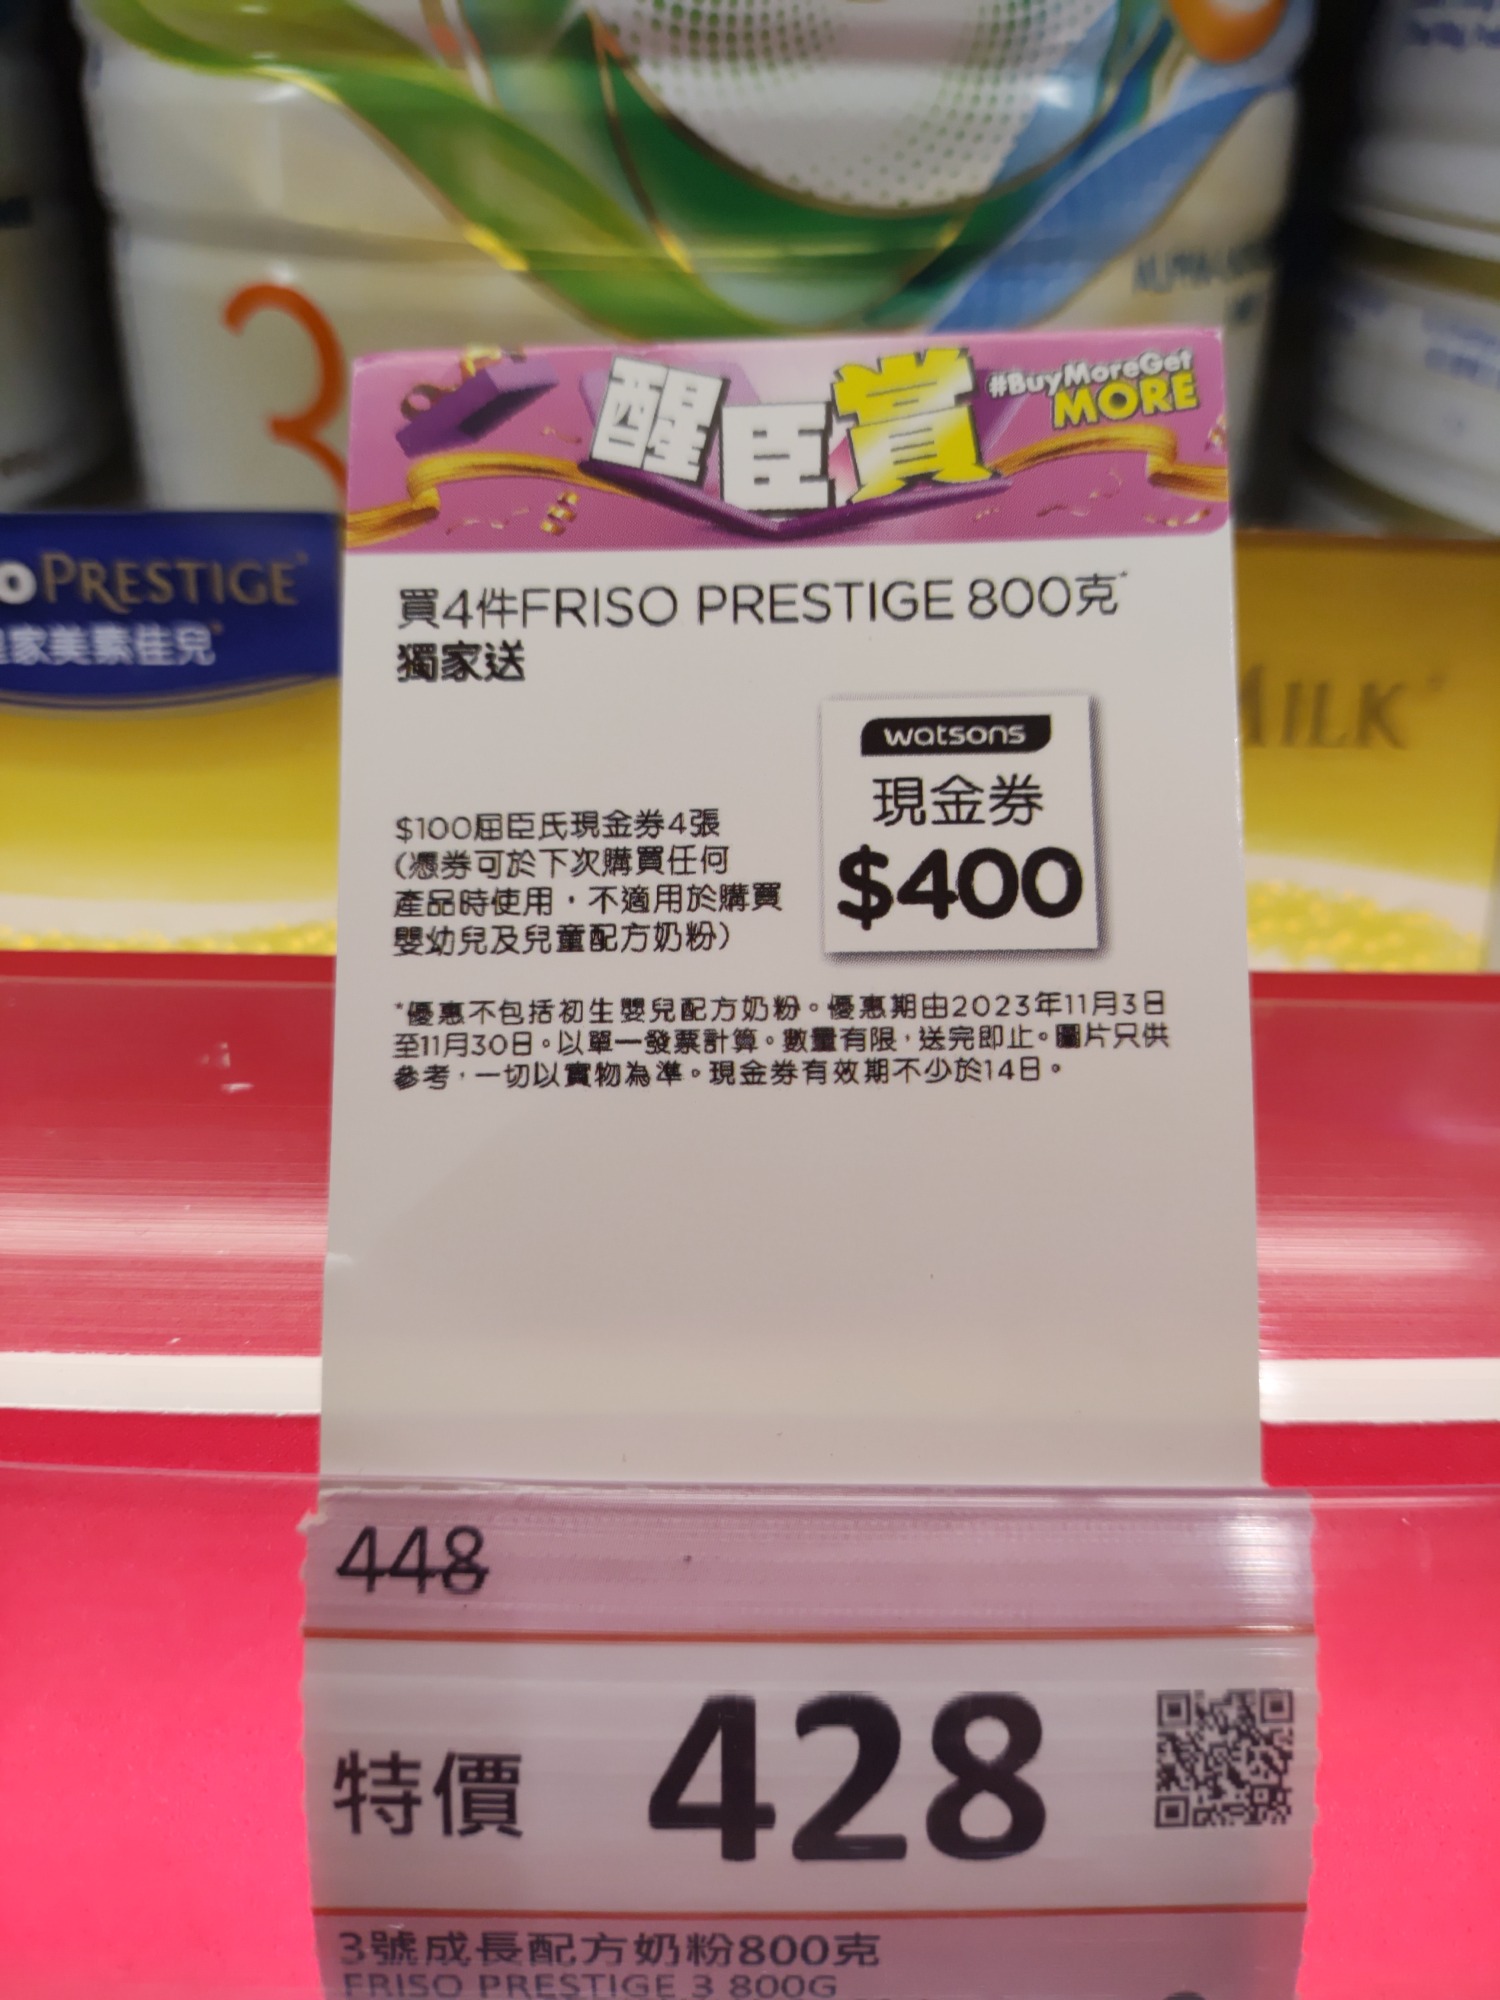 3
醒臣賞
#BuyMoreGet
MORE
PRESTIGE
家美素佳兒
MILK
買4件FRISO PRESTIGE 800克*
獨家送
watsons
現金券
$400
$100屈臣氏現金券4張
(憑券可於下次購買任何
產品時使用，不適用於購買
嬰幼兒及兒童配方奶粉)
*優惠不包括初生嬰兒配方奶粉。優惠期由2023年11月3日
至11月30日。以單一發票計算。數量有限，送完即止。圖片只供
參考，一切以實物為準。現金券有效期不少於14日。
448
特價 428
3號成長配方奶粉800克
FRISO PRESTIGE 3 800G